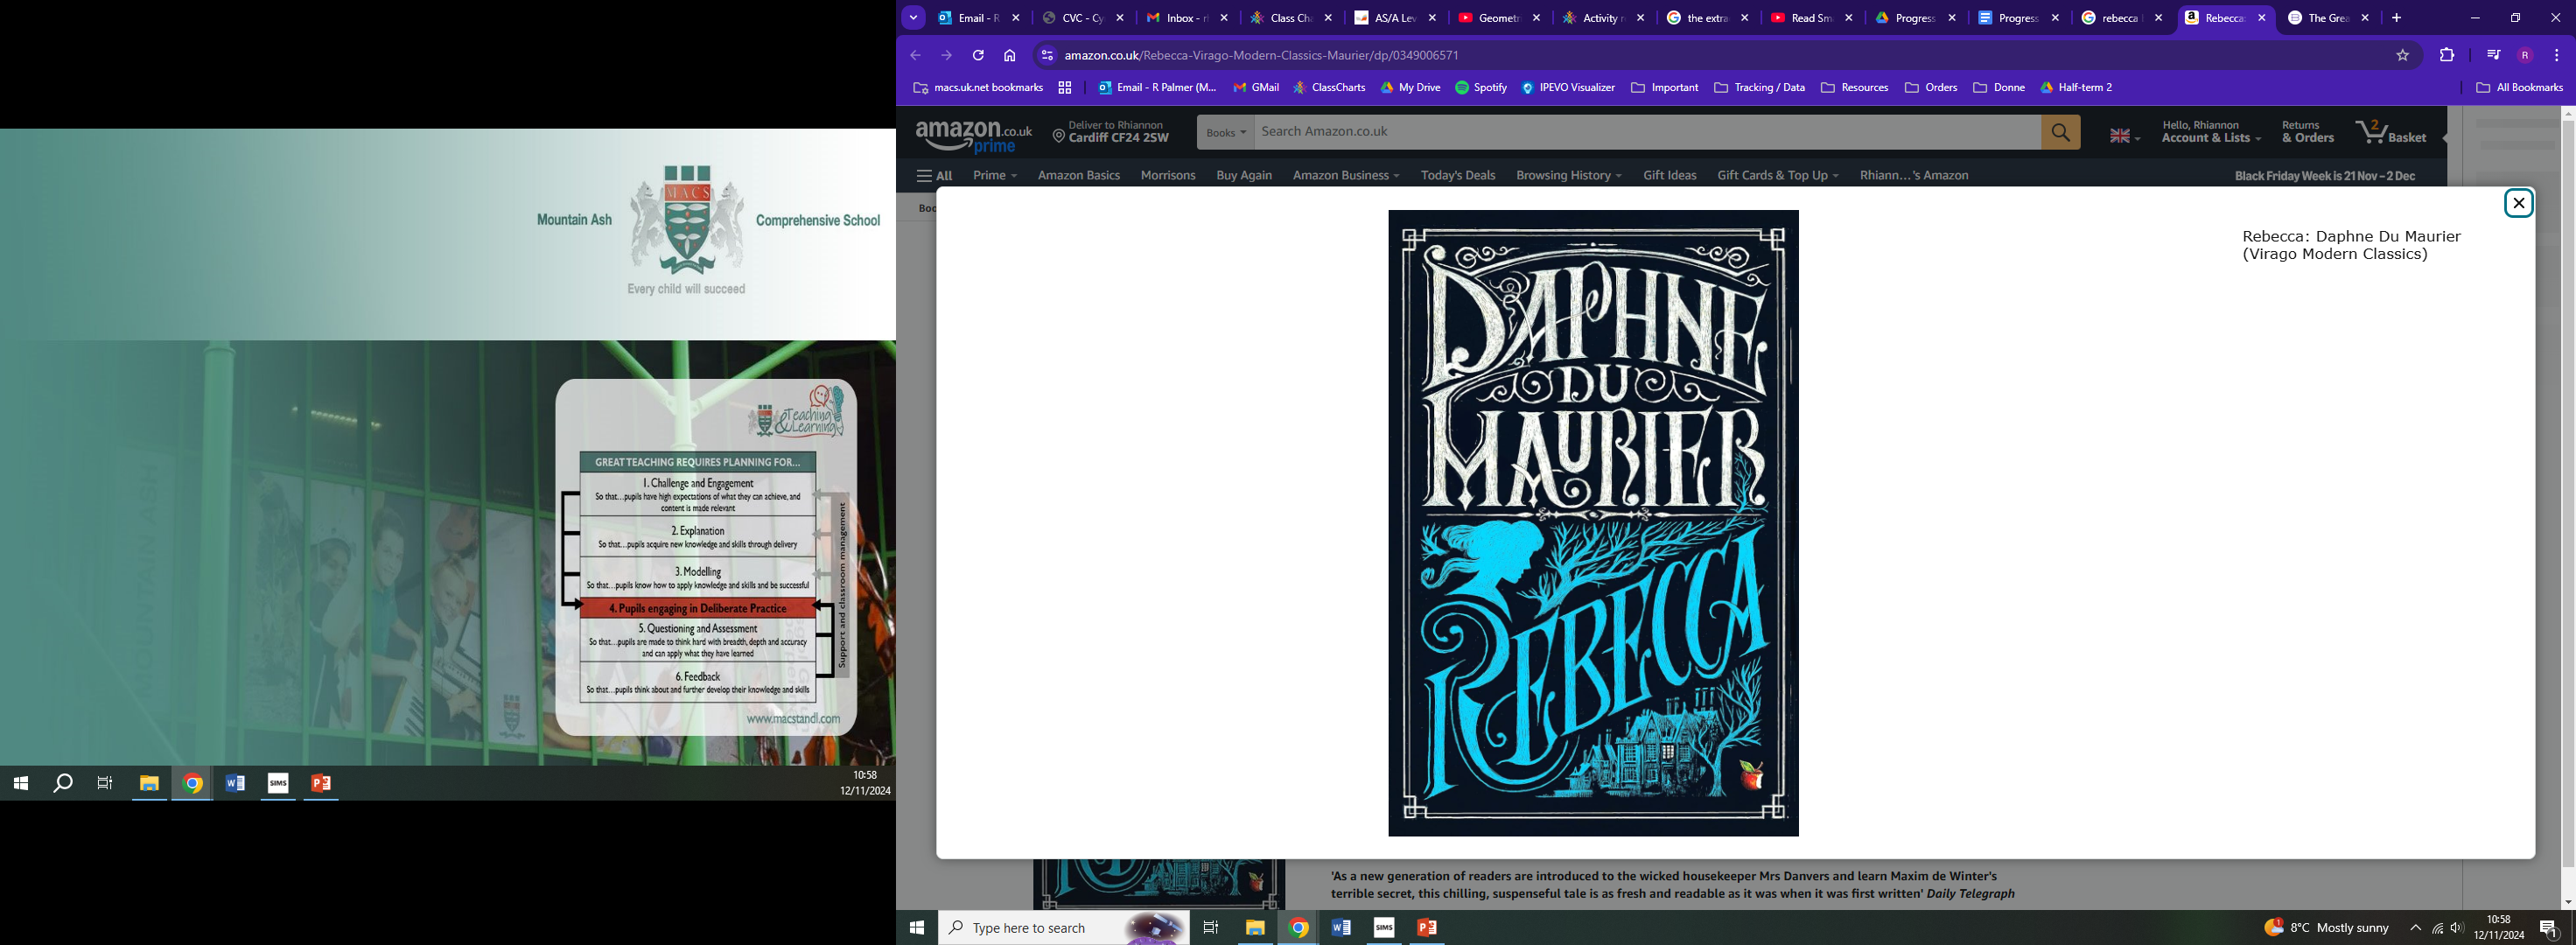 Mountain Ash
MACS
Comprehensive School
Every child will succeed
Teaching
& Learning
GREAT TEACHING REQUIRES PLANNING FOR...
1. Challenge and Engagement
So that...pupils have high expectations of what they can achieve, and
content is made relevant
2. Explanation
So that...pupils acquire new knowledge and skills through delivery
3. Modelling
So that...pupils know how to apply knowledge and skills and be successful
4. Pupils engaging in Deliberate Practice
5. Questioning and Assessment
So that...pupils are made to think hard with breadth, depth and accuracy
and can apply what they have learned
6. Feedback
So that...pupils think about and further develop their knowledge and skills
Support and classroom management
www.macstandl.com
SIMS
10:58
12/11/2024
Email - R
CVC - Cy
Inbox - r
Class Ch
AS/A Lev
Geometr
Activity r
the extra
Read Sm
Progress
Progress
rebecca
Rebecca:
The Grea
amazon.co.uk/Rebecca-Virago-Modern-Classics-Maurier/dp/0349006571
R
macs.uk.net bookmarks
Email - R Palmer (M...
GMail
ClassCharts
My Drive
Spotify
IPEVO Visualizer
Important
Tracking / Data
Resources
Orders
Donne
Half-term 2
All Bookmarks
amazon.co.uk
prime
Deliver to Rhiannon
Cardiff CF24 2SW
Books
Search Amazon.co.uk
Hello, Rhiannon
Account & Lists
Returns
& Orders
2
Basket
All
Prime
Amazon Basics
Morrisons
Buy Again
Amazon Business
Today's Deals
Browsing History
Gift Ideas
Gift Cards & Top Up
Rhiann...'s Amazon
Black Friday Week is 21 Nov – 2 Dec
Boo
DAPHNE
DU
MAURIER
REBECCA
Rebecca: Daphne Du Maurier
(Virago Modern Classics)
'As a new generation of readers are introduced to the wicked housekeeper Mrs Danvers and learn Maxim de Winter's
terrible secret, this chilling, suspenseful tale is as fresh and readable as it was when it was first written' Daily Telegraph
Type here to search
SIMS
8°C Mostly sunny
10:58
12/11/2024
1